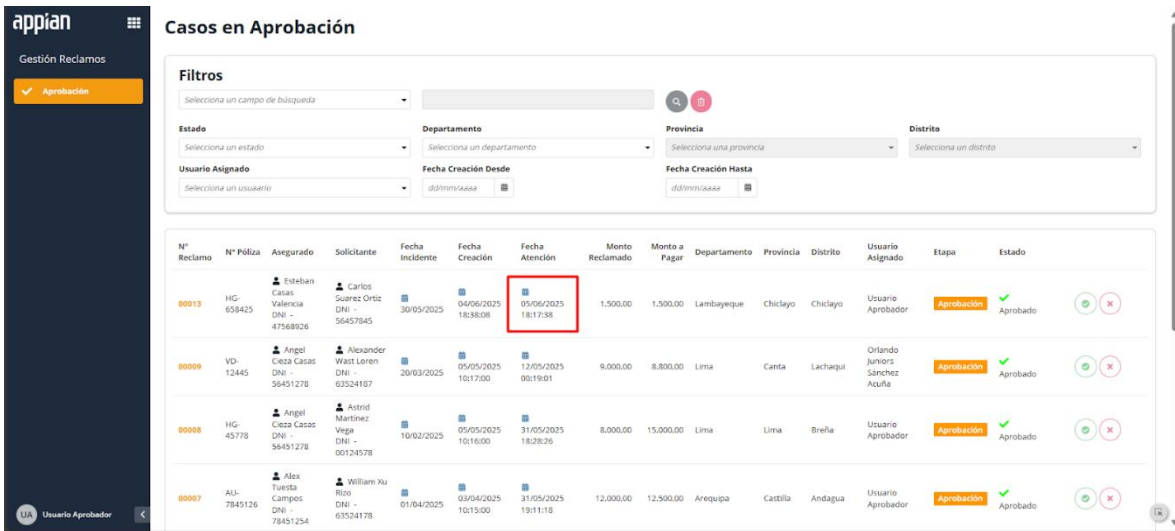 appian
Casos en Aprobación
Gestión Reclamos
Aprobación
Filtros
Selecciona un campo de búsqueda
Estado Departamento Provincia Distrito
Selecciona un estado Selecciona un departamento Selecciona una provincia Selecciona un distrito
Usuario Asignado Fecha Creación Desde Fecha Creación Hasta
Selecciona un usuaario dd/mm/aaaa dd/mm/aaaa
N° Reclamo N° Póliza Asegurado Solicitante Fecha Incidente Fecha Creación Fecha Atención Monto Reclamado Monto a Pagar Departamento Provincia Distrito Usuario Asignado Etapa Estado
00013 HG-658425 Esteban Casas Valencia DNI - 47568926 Carlos Suarez Ortiz DNI - 56457845 30/05/2025 04/06/2025 18:38:08 05/06/2025 18:17:38 1.500,00 1.500,00 Lambayeque Chiclayo Chiclayo Usuario Aprobador Aprobación Aprobado
00009 VD-12445 Angel Cieza Casas DNI - 56451278 Alexander Wast Loren DNI - 63524187 20/03/2025 05/05/2025 10:17:00 12/05/2025 00:19:01 9.000,00 8.800,00 Lima Canta Lachaqui Orlando Juniors Sánchez Acuña Aprobación Aprobado
00008 HG-45778 Angel Cieza Casas DNI - 56451278 Astrid Martinez Vega DNI - 00124578 10/02/2025 05/05/2025 10:16:00 31/05/2025 18:28:26 8.000,00 15.000,00 Lima Lima Breña Usuario Aprobador Aprobación Aprobado
00007 AU-7845126 Alex Tuesta Campos DNI - 78451254 William Xu Rizo DNI - 63524178 01/04/2025 03/04/2025 10:15:00 31/05/2025 19:11:18 12.000,00 12.500,00 Arequipa Castilla Andagua Usuario Aprobador Aprobación Aprobado
UA Usuario Aprobador